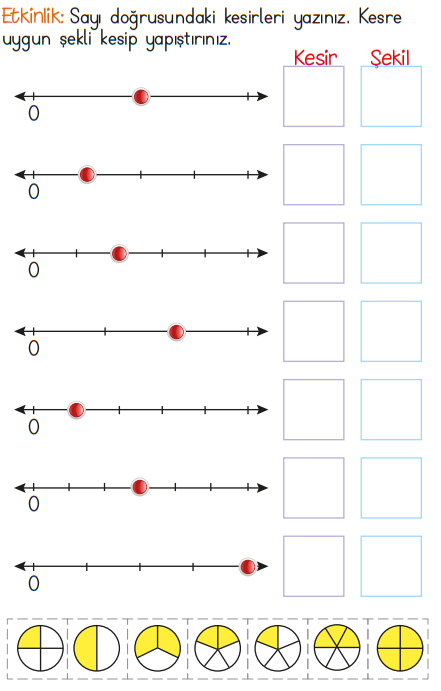 Etkinlik: Sayı doğrusundaki kesirleri yazınız. Kesre
uygun şekli kesip yapıştırınız.
Kesir Şekil
0
0
0
0
0
0
0